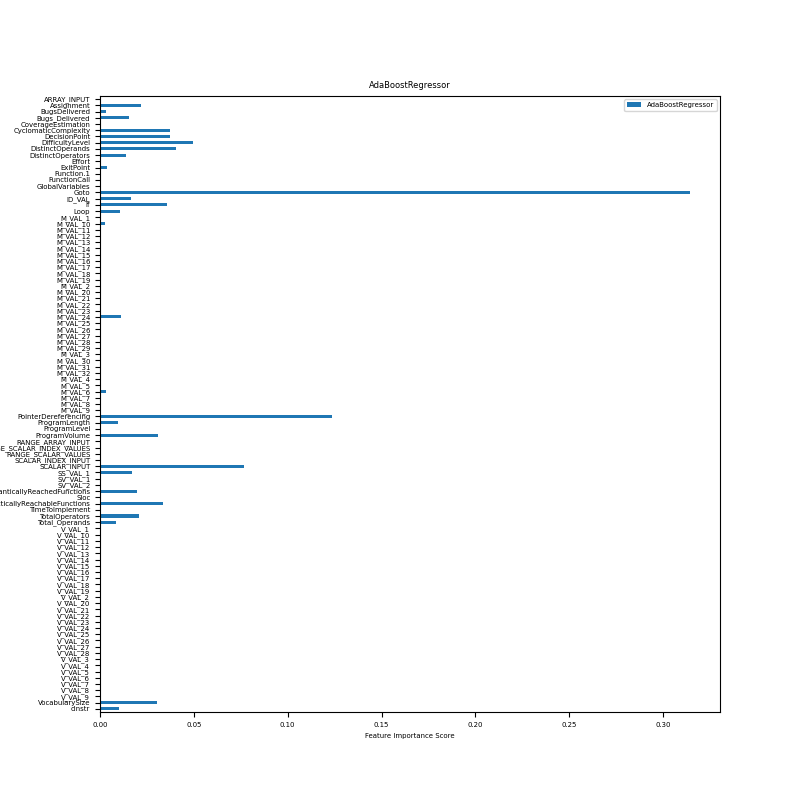 AdaBoostRegressor
AdaBoostRegressor
ARRAY_INPUT
Assignment
BugsDelivered
Bugs_Delivered
CoverageEstimation
CyclomaticComplexity
DecisionPoint
DifficultyLevel
DistinctOperands
DistinctOperators
Effort
ExitPoint
Function.1
FunctionCall
GlobalVariables
Goto
ID_VAL
If
Loop
M_VAL_1
M_VAL_10
M_VAL_11
M_VAL_12
M_VAL_13
M_VAL_14
M_VAL_15
M_VAL_16
M_VAL_17
M_VAL_18
M_VAL_19
M_VAL_2
M_VAL_20
M_VAL_21
M_VAL_22
M_VAL_23
M_VAL_24
M_VAL_25
M_VAL_26
M_VAL_27
M_VAL_28
M_VAL_29
M_VAL_3
M_VAL_30
M_VAL_31
M_VAL_32
M_VAL_4
M_VAL_5
M_VAL_6
M_VAL_7
M_VAL_8
M_VAL_9
PointerDereferencing
ProgramLength
ProgramLevel
ProgramVolume
RANGE_ARRAY_INPUT
E_SCALAR_INDEX_VALUES
RANGE_SCALAR_VALUES
SCALAR_INDEX_INPUT
SCALAR_INPUT
SS_VAL_1
SV_VAL_1
SV_VAL_2
anticallyReachedFunctions
Sloc
ticallyReachableFunctions
TimeToImplement
TotalOperators
Total_Operands
V_VAL_1
V_VAL_10
V_VAL_11
V_VAL_12
V_VAL_13
V_VAL_14
V_VAL_15
V_VAL_16
V_VAL_17
V_VAL_18
V_VAL_19
V_VAL_2
V_VAL_20
V_VAL_21
V_VAL_22
V_VAL_23
V_VAL_24
V_VAL_25
V_VAL_26
V_VAL_27
V_VAL_28
V_VAL_3
V_VAL_4
V_VAL_5
V_VAL_6
V_VAL_7
V_VAL_8
V_VAL_9
VocabularySize
cinstr
0.00 0.05 0.10 0.15 0.20 0.25 0.30
Feature Importance Score